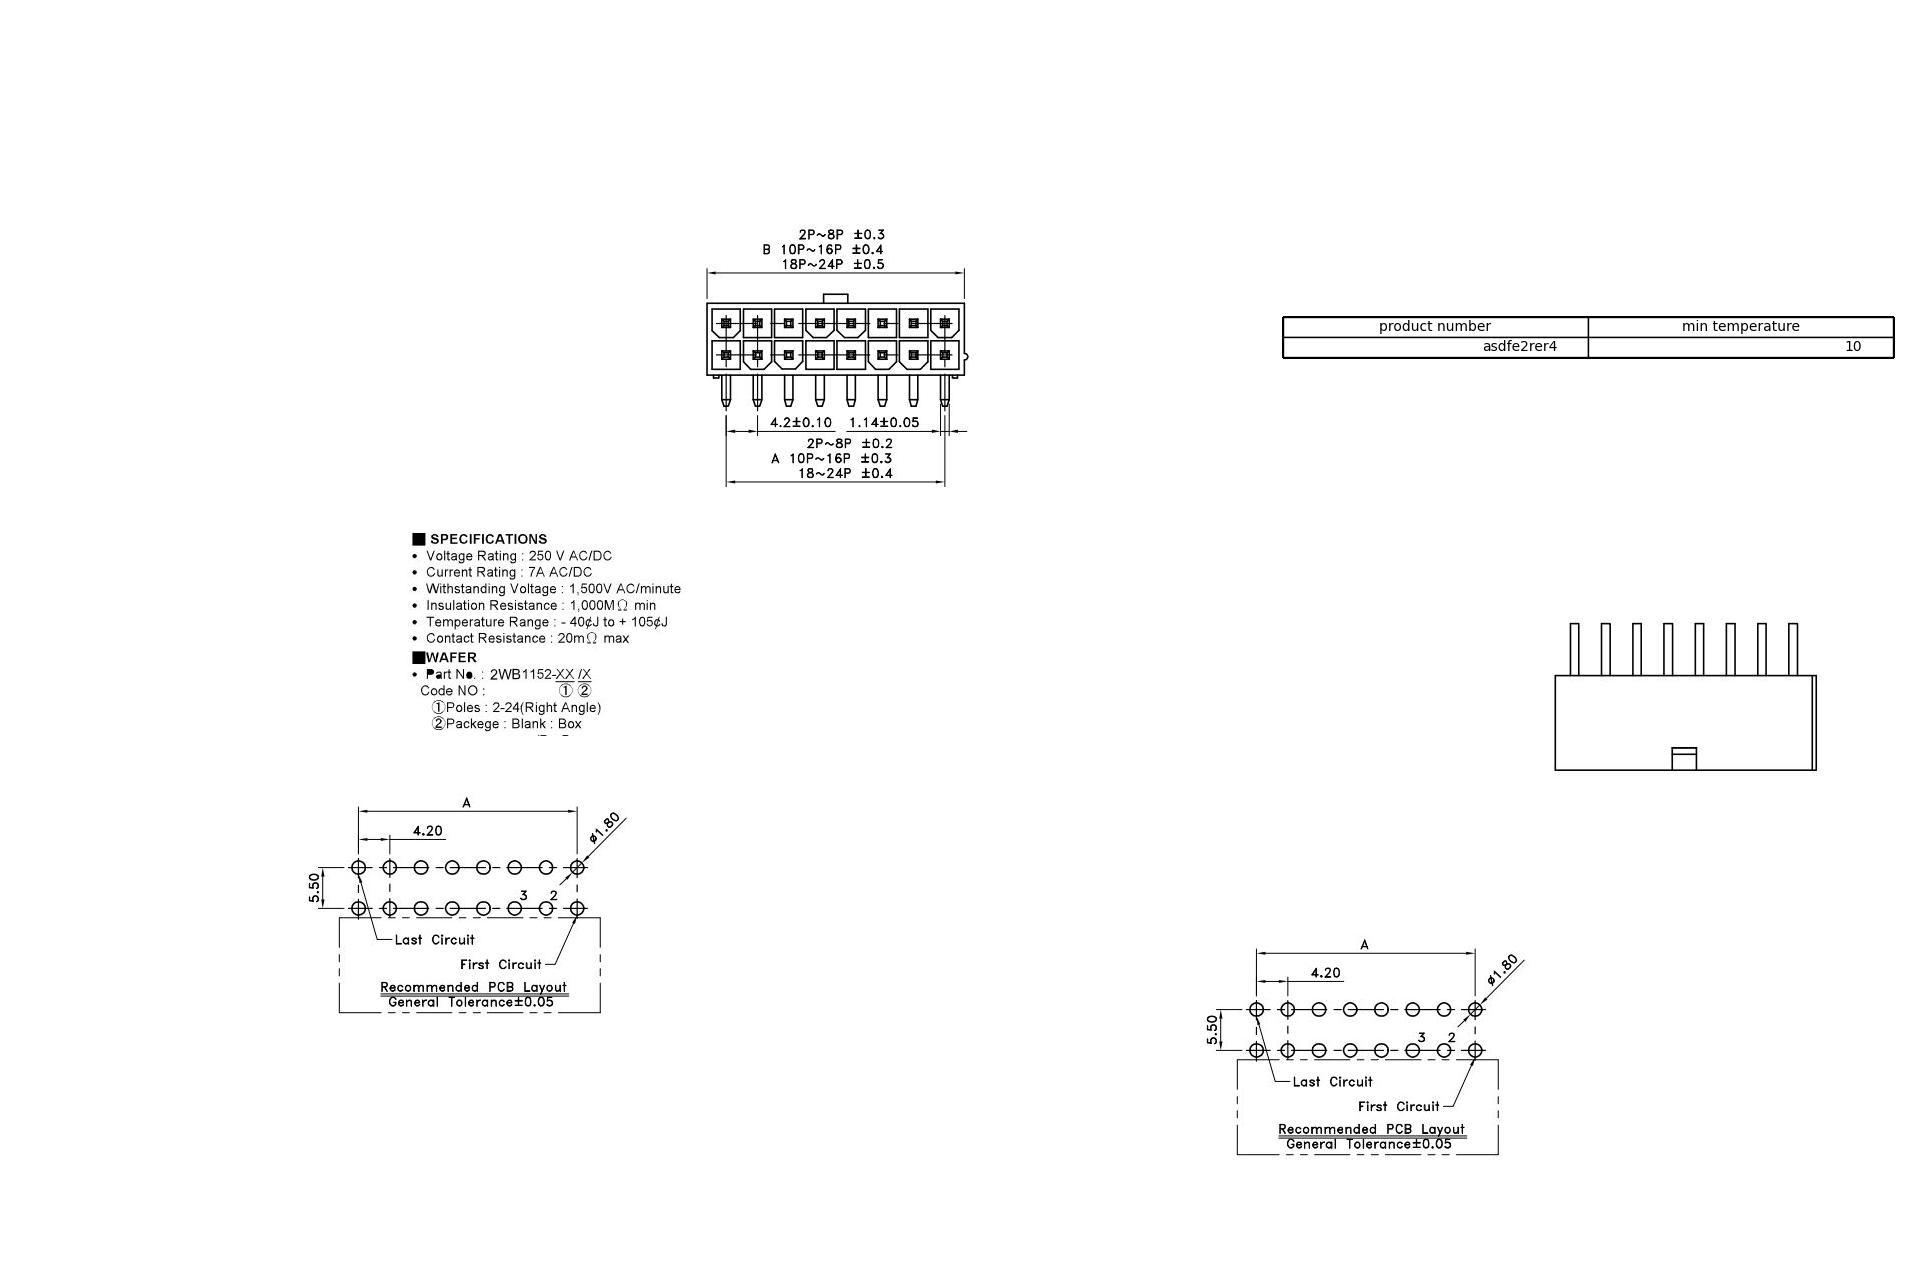 2P~8P ±0.3
B 10P~16P ±0.4
18P~24P ±0.5
product number min temperature
asdfe2rer4 10
4.2±0.10 1.14±0.05
2P~8P ±0.2
A 10P~16P ±0.3
18~24P ±0.4
■ SPECIFICATIONS
• Voltage Rating : 250 V AC/DC
• Current Rating : 7A AC/DC
• Withstanding Voltage : 1,500V AC/minute
• Insulation Resistance : 1,000MΩ min
• Temperature Range : - 40¢J to + 105¢J
• Contact Resistance : 20mΩ max
■WAFER
• Part No. : 2WB1152-XX /X
Code NO : ① ②
①Poles : 2-24(Right Angle)
②Packege : Blank : Box
A
4.20
ø1.80
5.50
3 2
Last Circuit
First Circuit
Recommended PCB Layout
General Tolerance±0.05
A
4.20
ø1.80
5.50
3 2
Last Circuit
First Circuit
Recommended PCB Layout
General Tolerance±0.05